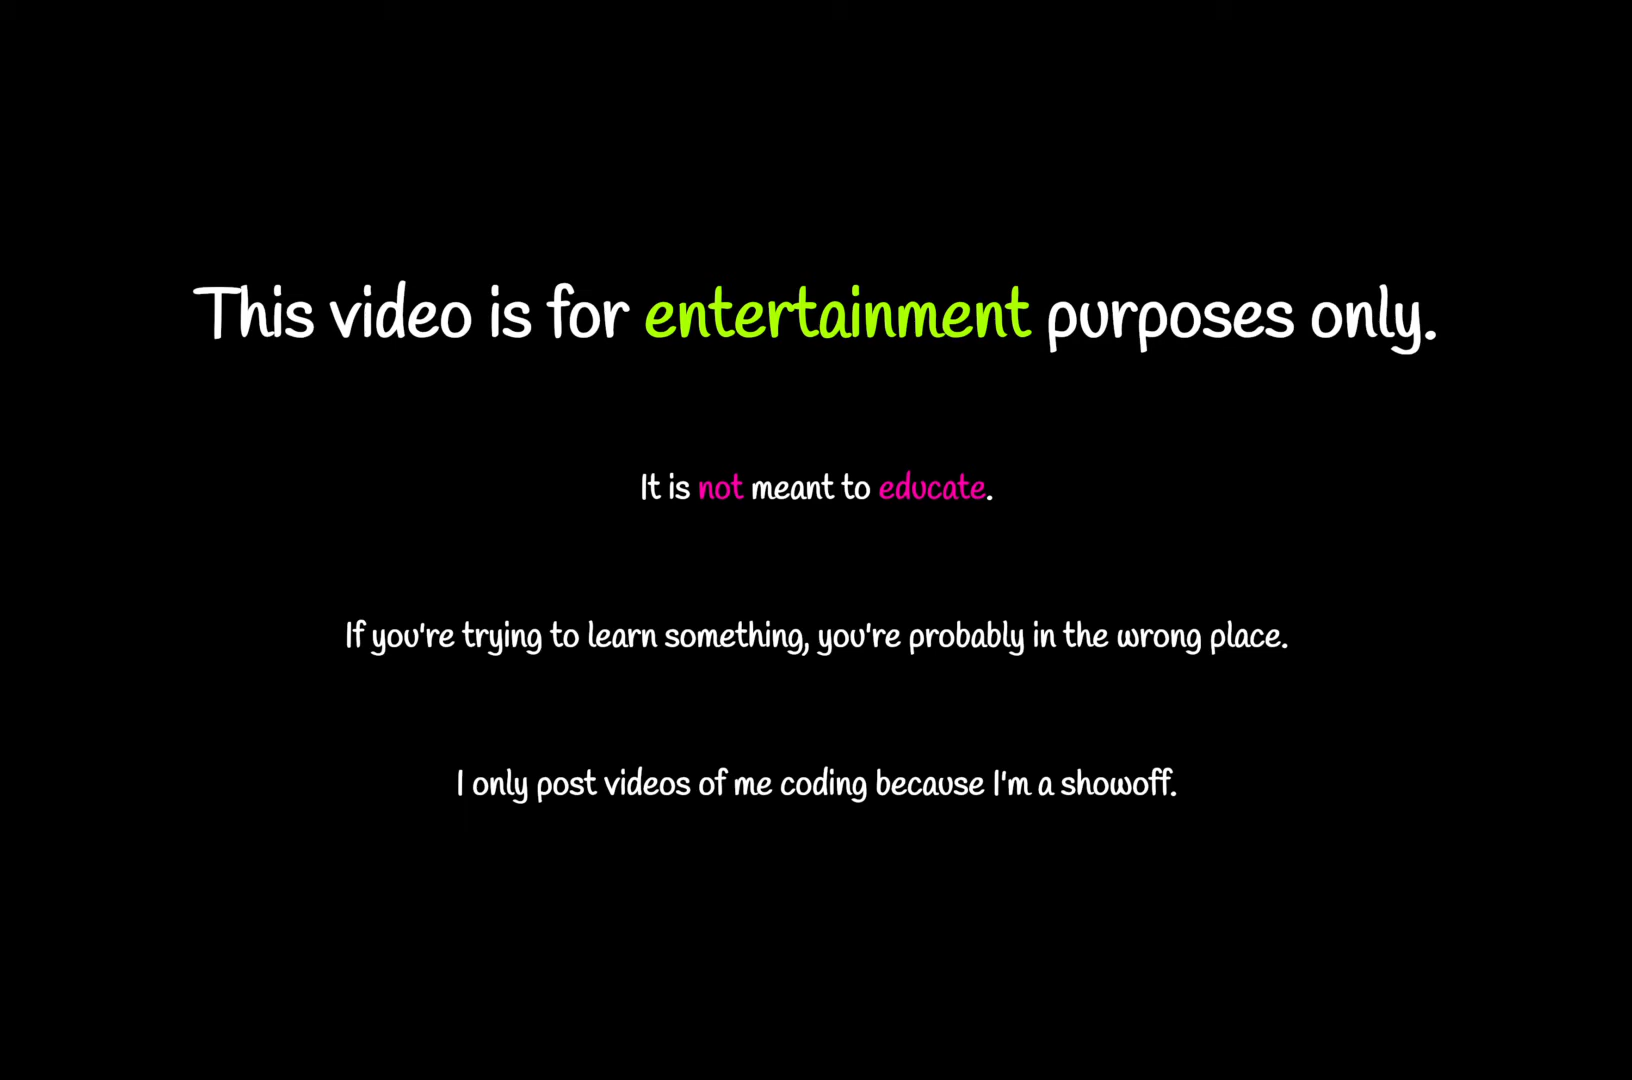 This video is for entertainment purposes only.
It is not meant to educate.
If you're trying to learn something, you're probably in the wrong place.
I only post videos of me coding because I'm a showoff.